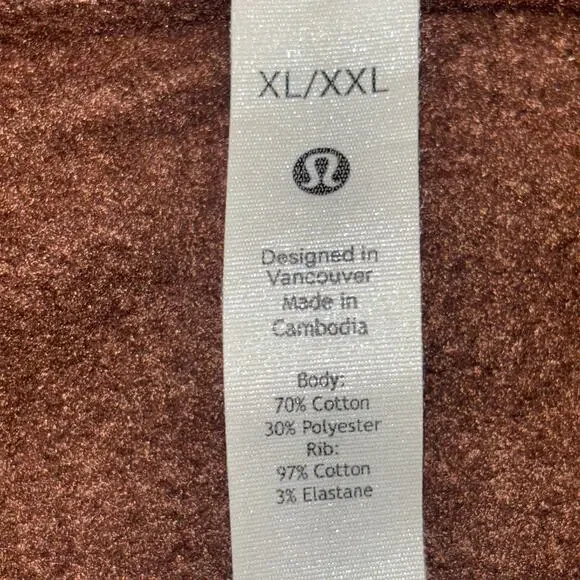 XL/XXL
Designed in
Vancouver
Made in
Cambodia
Body:
70% Cotton
30% Polyester
Rib:
97% Cotton
3% Elastane